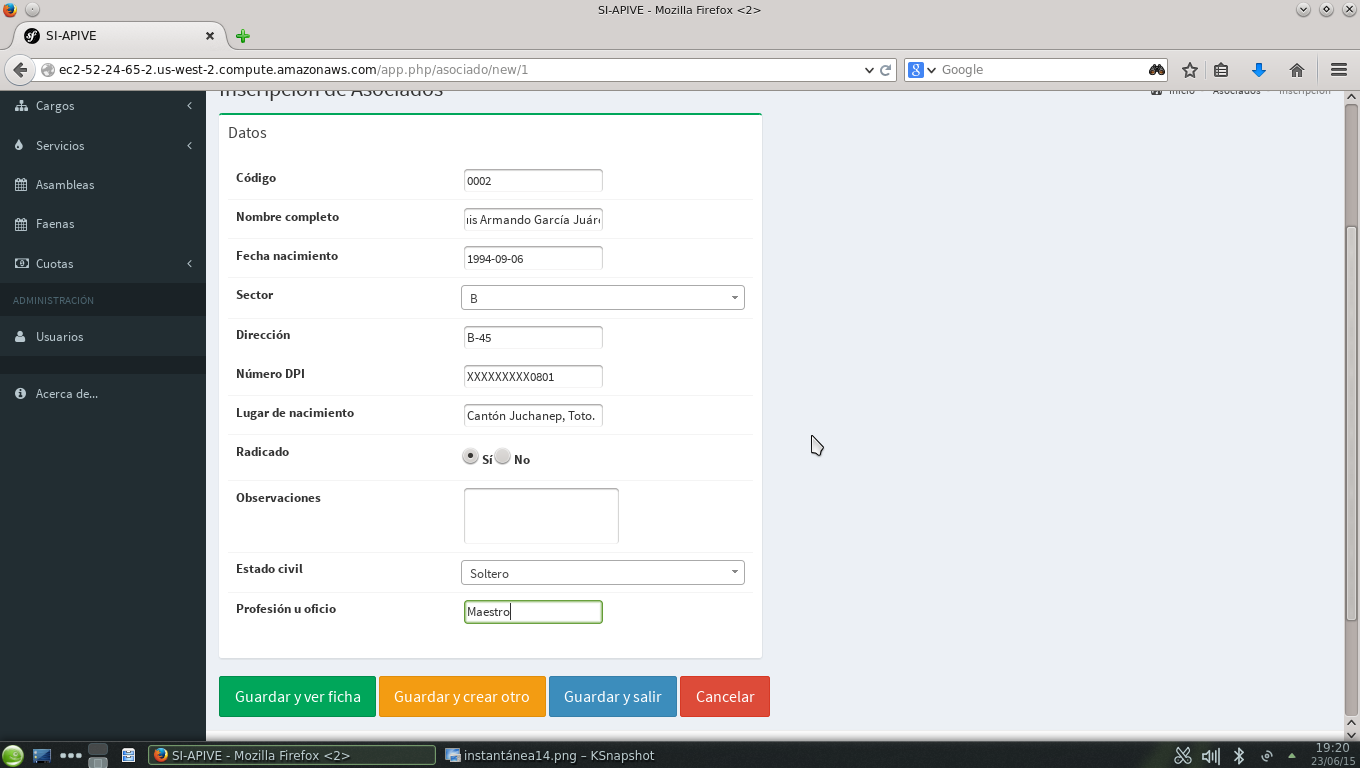 SI-APIVE - Mozilla Firefox <2>
SI-APIVE
ec2-52-24-65-2.us-west-2.compute.amazonaws.com/app.php/asociado/new/1
Google
Inscripción de Asociados
Inicio Asociados Inscripción
Cargos
Servicios
Asambleas
Faenas
Cuotas
ADMINISTRACIÓN
Usuarios
Acerca de...
Datos
Código 0002
Nombre completo uis Armando García Juáre
Fecha nacimiento 1994-09-06
Sector B
Dirección B-45
Número DPI XXXXXXXXX0801
Lugar de nacimiento Cantón Juchanep, Toto.
Radicado Sí No
Observaciones
Estado civil Soltero
Profesión u oficio Maestro
Guardar y ver ficha Guardar y crear otro Guardar y salir Cancelar
SI-APIVE - Mozilla Firefox <2> instantánea14.png – KSnapshot
19:20
23/06/15